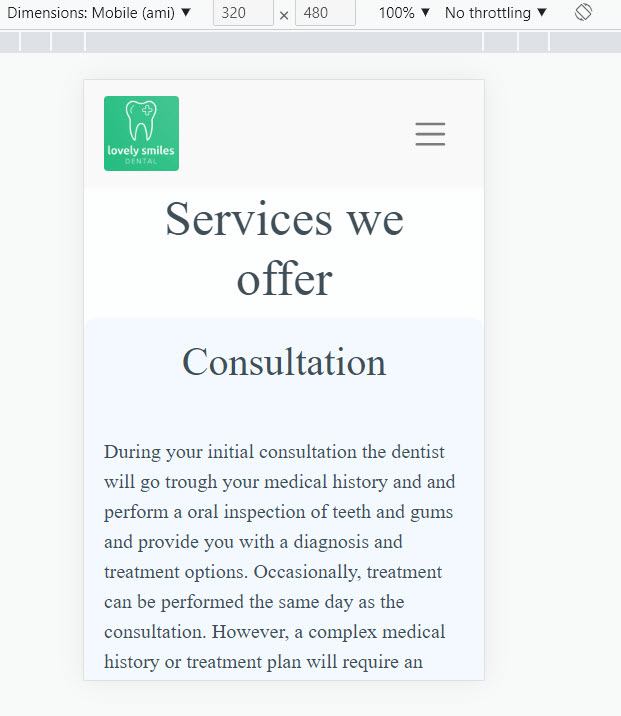 Dimensions: Mobile (ami) ▼ 320 × 480 100% ▼ No throttling ▼
lovely smiles
DENTAL
Services we
offer
Consultation
During your initial consultation the dentist
will go trough your medical history and and
perform a oral inspection of teeth and gums
and provide you with a diagnosis and
treatment options. Occasionally, treatment
can be performed the same day as the
consultation. However, a complex medical
history or treatment plan will require an